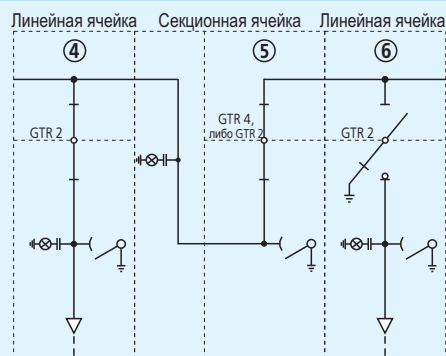 Линейная ячейка Секционная ячейка Линейная ячейка
4 5 6
GTR 2
GTR 4,
либо GTR 2
GTR 2